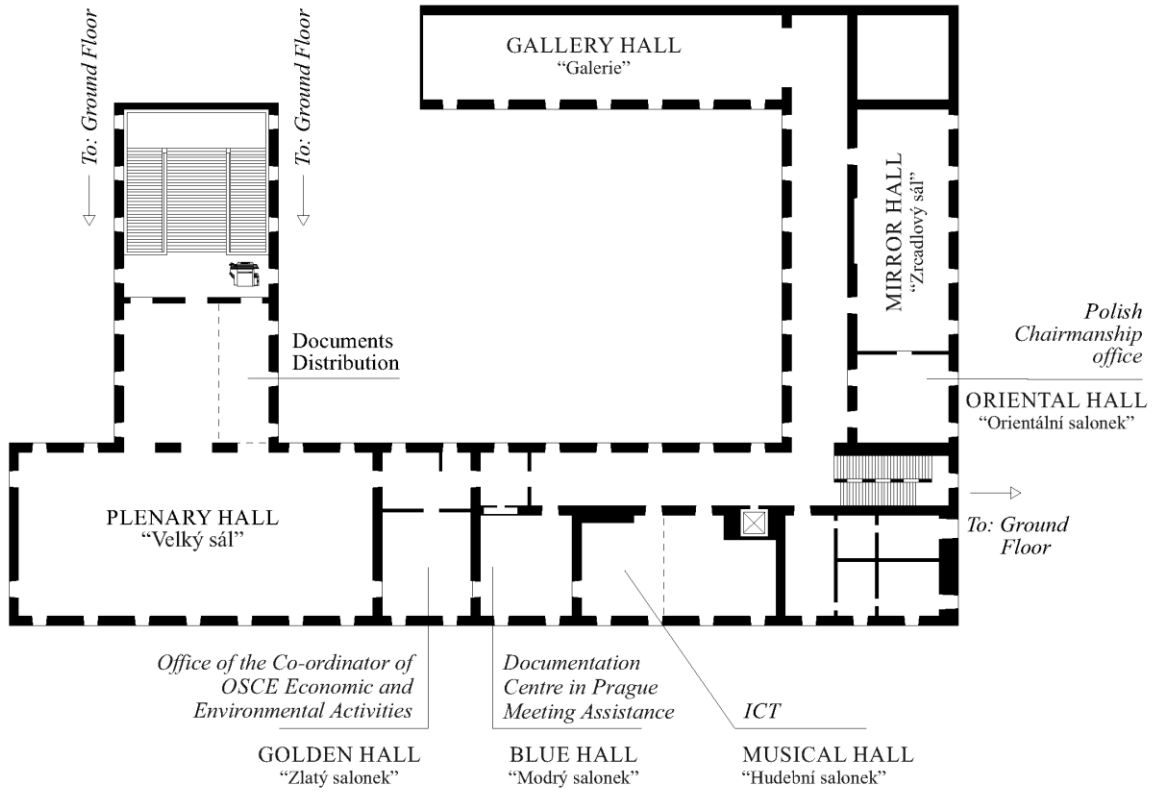 GALLERY HALL
“Galerie”
To: Ground Floor
To: Ground Floor
MIRROR HALL
“Zrcadlový sál”
Polish
Chairmanship
office
Documents
Distribution
ORIENTAL HALL
“Orientální salonek”
PLENARY HALL
“Velký sál”
To: Ground
Floor
Office of the Co-ordinator of
OSCE Economic and
Environmental Activities
GOLDEN HALL
“Zlatý salonek”
Documentation
Centre in Prague
Meeting Assistance
BLUE HALL
“Modrý salonek”
ICT
MUSICAL HALL
“Hudební salonek”